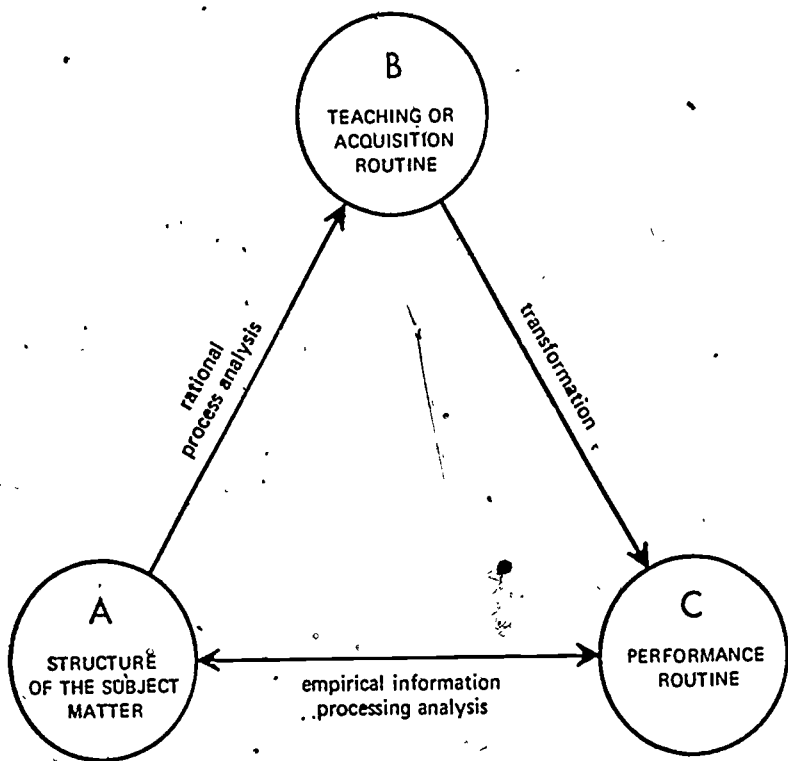 B
TEACHING OR
ACQUISITION
ROUTINE
rational
process analysis
transformation
A
STRUCTURE
OF THE SUBJECT
MATTER
empirical information
processing analysis
C
PERFORMANCE
ROUTINE